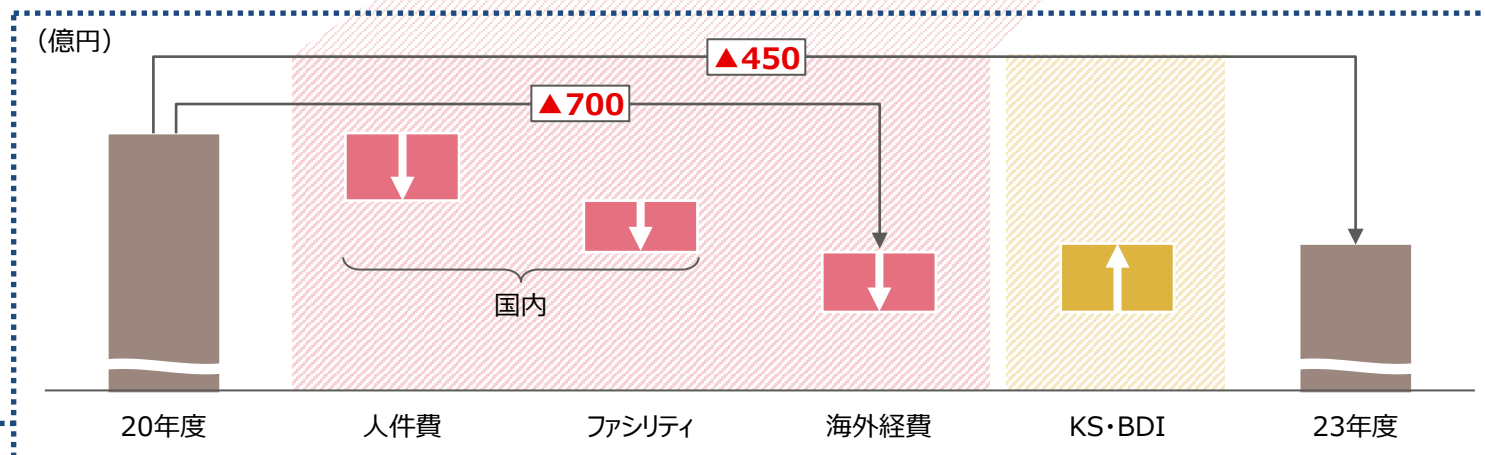 （億円）
▲450
▲700
国内
20年度
人件費
ファシリティ
海外経費
KS・BDI
23年度